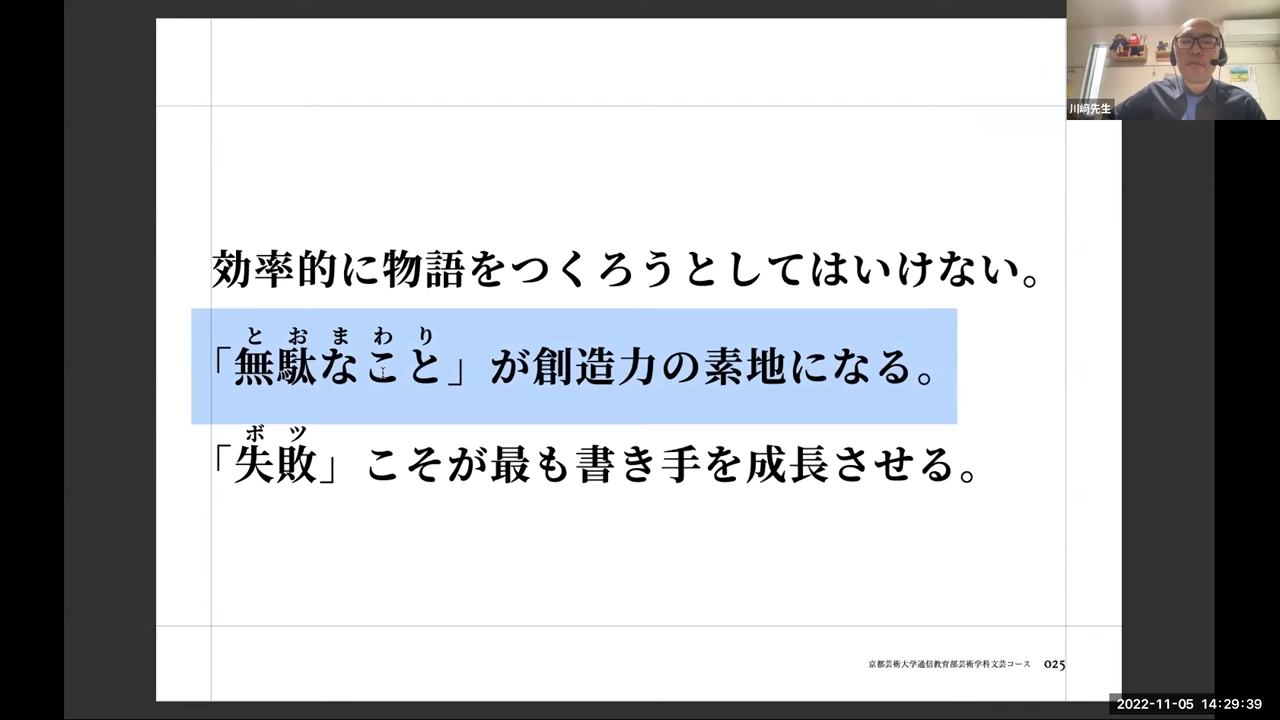 川﨑先生
効率的に物語をつくろうとしてはいけない。
とおまわり
「無駄なこと」が創造力の素地になる。
ボツ
「失敗」こそが最も書き手を成長させる。
京都芸術大学通信教育部芸術学科文芸コース 025
2022-11-05 14:29:39